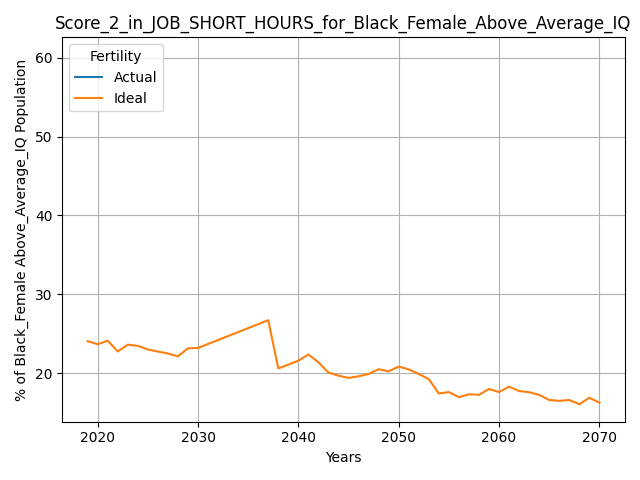 Score_2_in_JOB_SHORT_HOURS_for_Black_Female_Above_Average_IQ
Fertility
Actual
Ideal
% of Black_Female Above_Average_IQ Population
60
50
40
30
20
2020 2030 2040 2050 2060 2070
Years